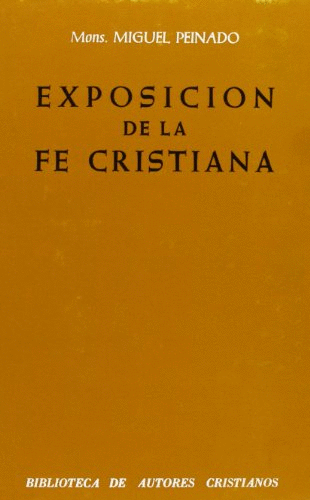 Mons. MIGUEL PEINADO
EXPOSICION
DE LA
FE CRISTIANA
BIBLIOTECA DE AUTORES CRISTIANOS